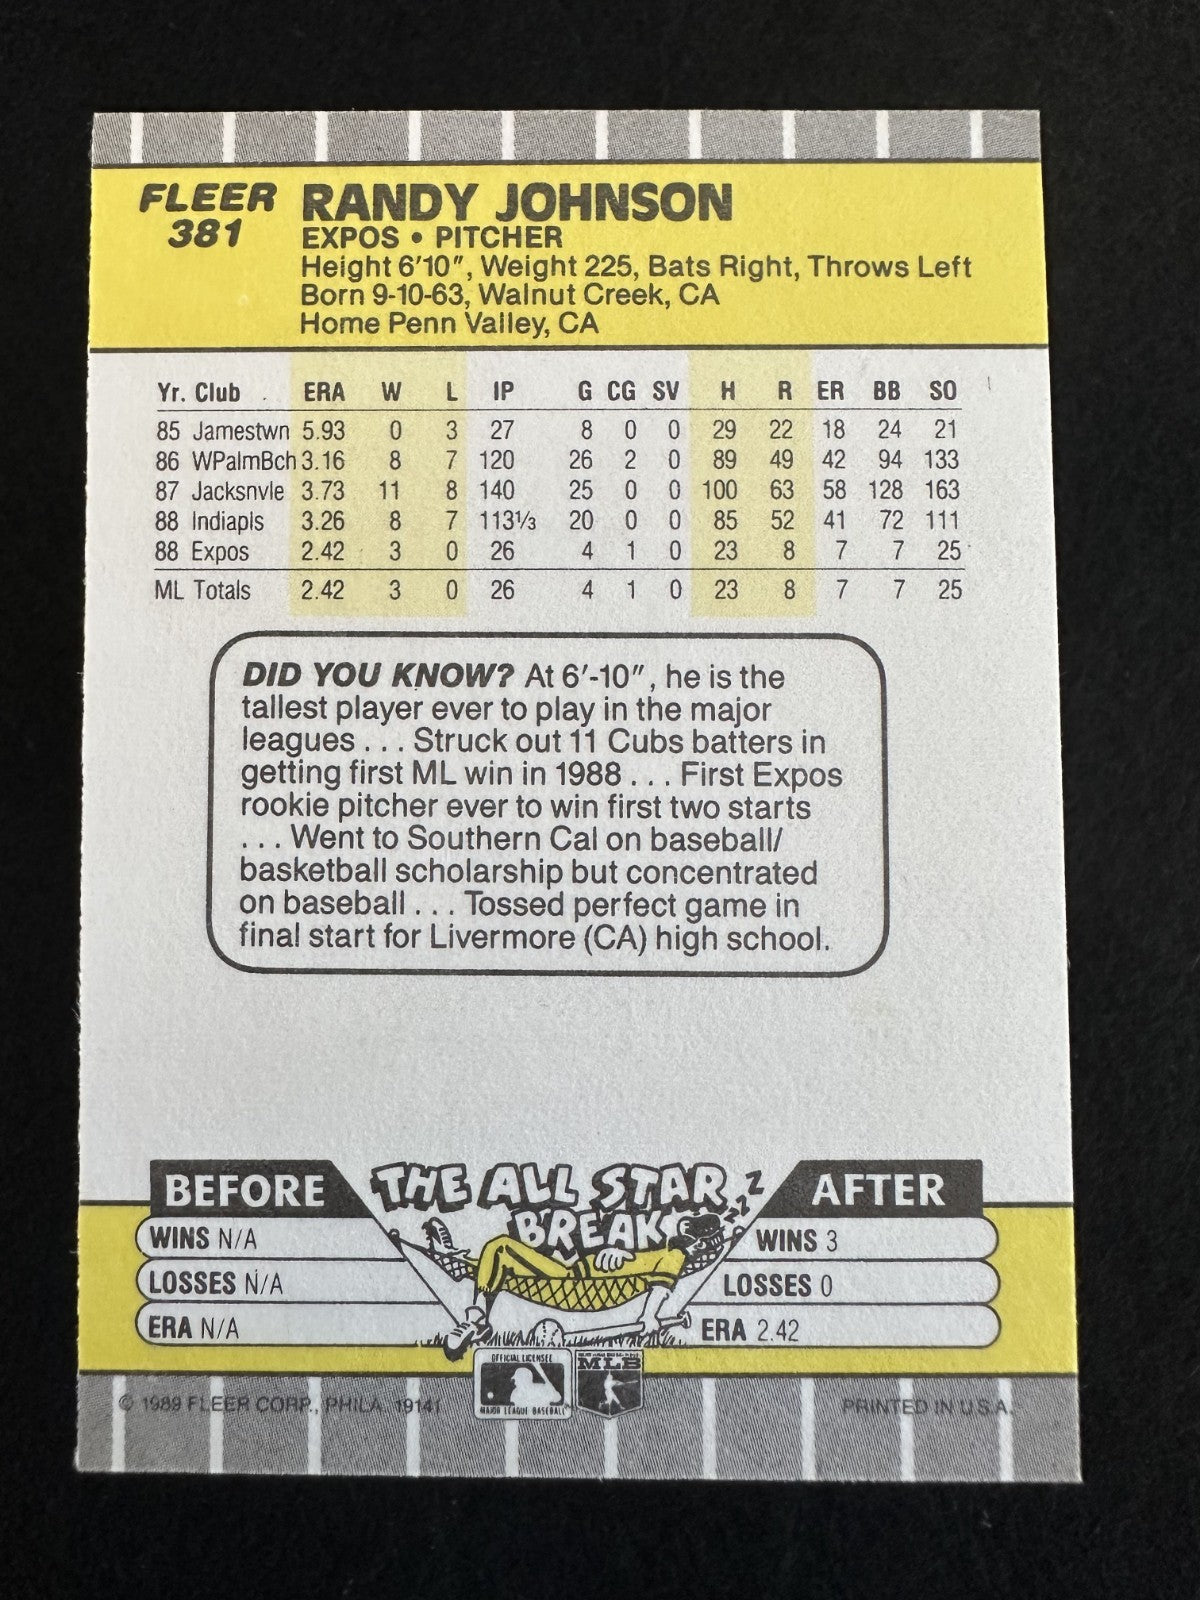 FLEER
381
RANDY JOHNSON
EXPOS • PITCHER
Height 6'10", Weight 225, Bats Right, Throws Left
Born 9-10-63, Walnut Creek, CA
Home Penn Valley, CA
Yr. Club ERA W L IP G CG SV H R ER BB SO
85 Jamestwn 5.93 0 3 27 8 0 0 29 22 18 24 21
86 WPalmBch 3.16 8 7 120 26 2 0 89 49 42 94 133
87 Jacksnvle 3.73 11 8 140 25 0 0 100 63 58 128 163
88 Indiapls 3.26 8 7 113⅓ 20 0 0 85 52 41 72 111
88 Expos 2.42 3 0 26 4 1 0 23 8 7 7 25
ML Totals 2.42 3 0 26 4 1 0 23 8 7 7 25
DID YOU KNOW? At 6'-10", he is the
tallest player ever to play in the major
leagues . . . Struck out 11 Cubs batters in
getting first ML win in 1988 . . . First Expos
rookie pitcher ever to win first two starts
. . . Went to Southern Cal on baseball/
basketball scholarship but concentrated
on baseball . . . Tossed perfect game in
final start for Livermore (CA) high school.
BEFORE
THE ALL STAR
BREAK
ZZZZ
AFTER
WINS N/A
WINS 3
LOSSES N/A
LOSSES 0
ERA N/A
ERA 2.42
OFFICIAL LICENSEE
MAJOR LEAGUE BASEBALL
MLB
© 1989 FLEER CORP., PHILA. 19141
PRINTED IN U.S.A.